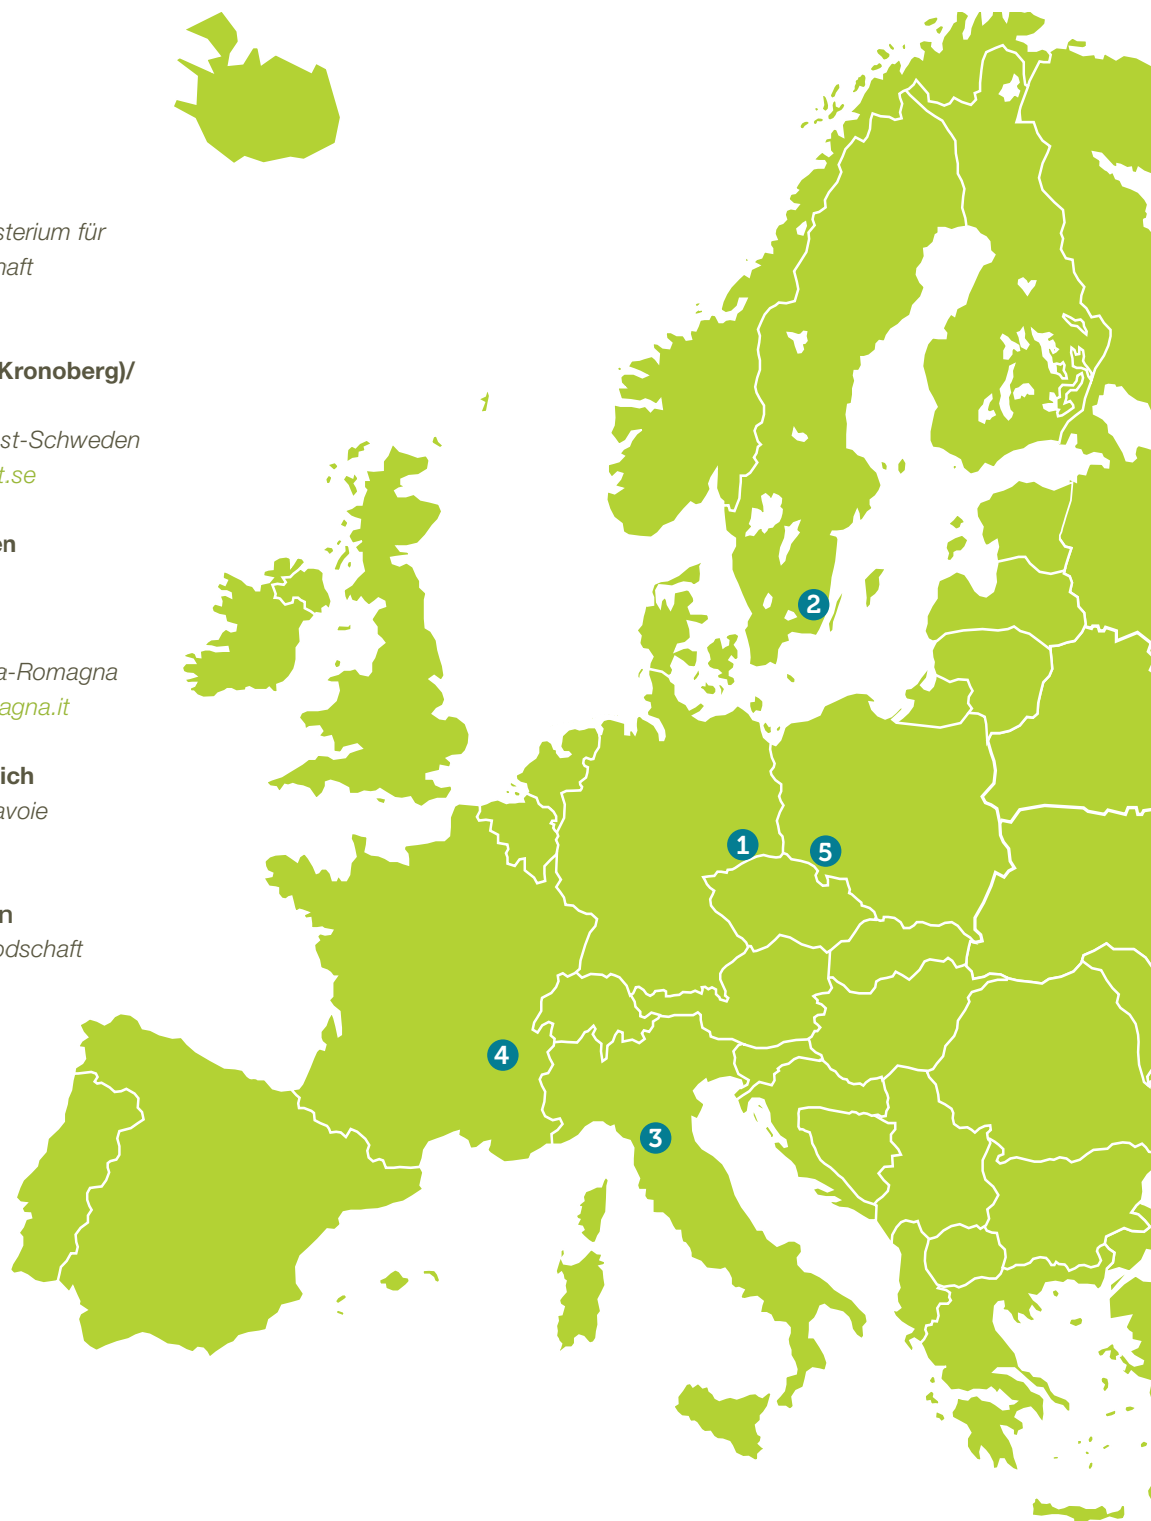 sterium für
haft
Kronoberg)/
st-Schweden
t.se
en
a-Romagna
agna.it
ich
avoie
n
odschaft
2
1
5
4
3